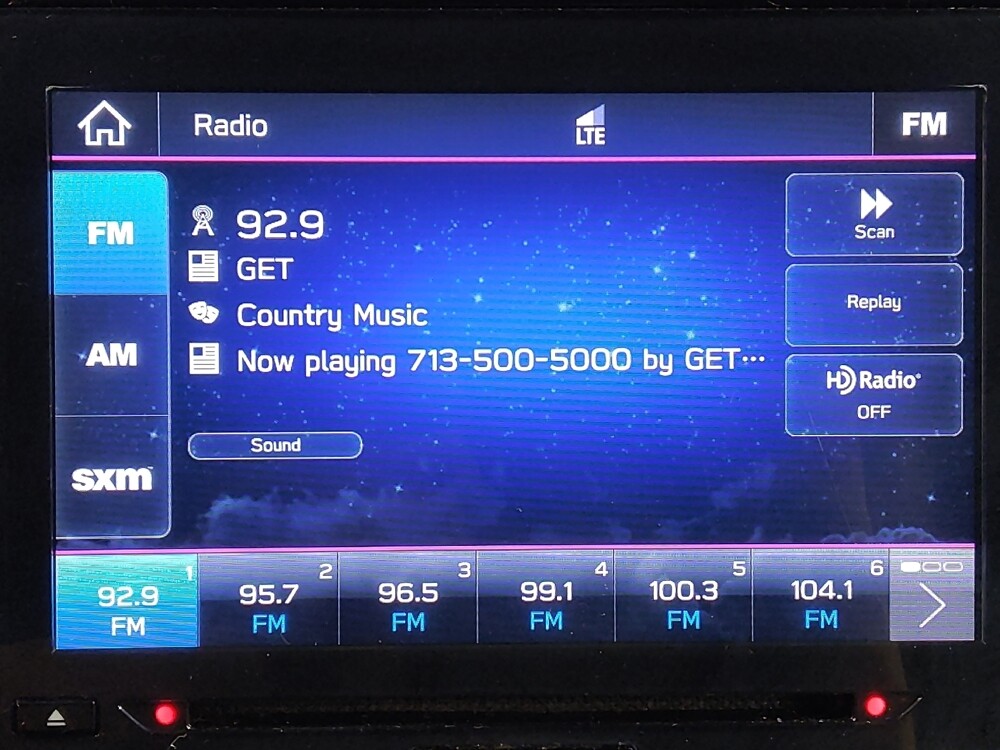 Radio
LTE
FM
FM
AM
sxm
92.9
GET
Country Music
Now playing 713-500-5000 by GET···
Sound
Scan
Replay
HD Radio®
OFF
1
92.9
FM
2
95.7
FM
3
96.5
FM
4
99.1
FM
5
100.3
FM
6
104.1
FM